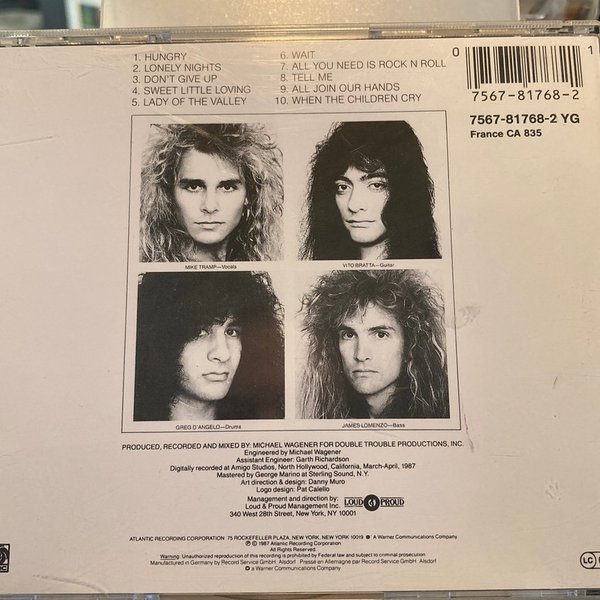 1. HUNGRY
2. LONELY NIGHTS
3. DON'T GIVE UP
4. SWEET LITTLE LOVING
5. LADY OF THE VALLEY
6. WAIT
7. ALL YOU NEED IS ROCK N ROLL
8. TELL ME
9. ALL JOIN OUR HANDS
10. WHEN THE CHILDREN CRY
0 1
7567-81768-2
7567-81768-2 YG
France CA 835
MIKE TRAMP—Vocals
VITO BRATTA—Guitar
GREG D'ANGELO—Drums
JAMES LOMENZO—Bass
PRODUCED, RECORDED AND MIXED BY: MICHAEL WAGENER FOR DOUBLE TROUBLE PRODUCTIONS, INC.
Engineered by Michael Wagener
Assistant Engineer: Garth Richardson
Digitally recorded at Amigo Studios, North Hollywood, California, March-April, 1987
Mastered by George Marino at Sterling Sound, N.Y.
Art direction & design: Danny Muro
Logo design: Pat Calello
Management and direction by:
Loud & Proud Management Inc.
340 West 28th Street, New York, NY 10001
LOUD & PROUD
ATLANTIC RECORDING CORPORATION 75 ROCKEFELLER PLAZA, NEW YORK, NEW YORK 10019 ● A Warner Communications Company
℗ © 1987 Atlantic Recording Corporation
All Rights Reserved.
Warning: Unauthorized reproduction of this recording is prohibited by Federal law and subject to criminal prosecution.
Manufactured in Germany by Record Service GmbH. Alsdorf. Pressé en Allemagne par Record Service GmbH. Alsdorf
a Warner Communications Company
LC